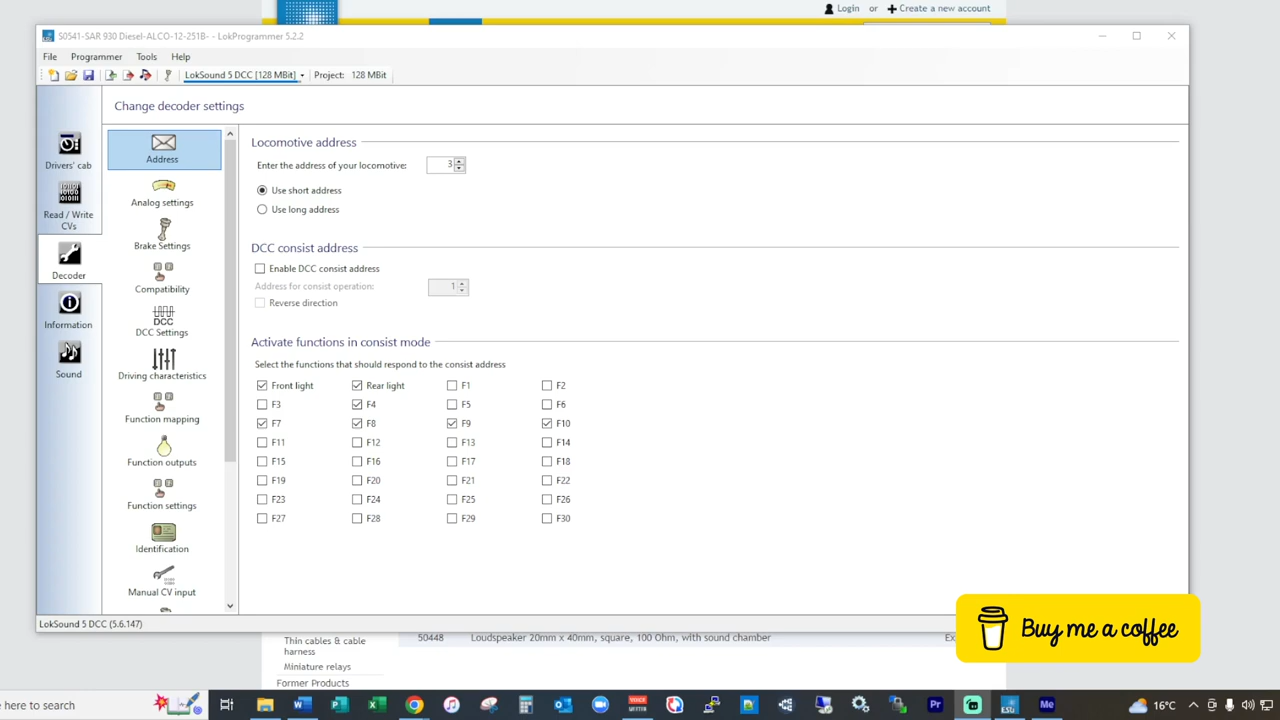 Login or Create a new account
S0541-SAR 930 Diesel-ALCO-12-251B- - LokProgrammer 5.2.2
File Programmer Tools Help
LokSound 5 DCC [128 MBit] Project: 128 MBit
Change decoder settings
Drivers' cab
Read / Write
CVs
Decoder
Information
Sound
Address
Analog settings
Brake Settings
Compatibility
DCC
DCC Settings
Driving characteristics
Function mapping
Function outputs
Function settings
Identification
Manual CV input
Locomotive address
Enter the address of your locomotive: 3
Use short address
Use long address
DCC consist address
Enable DCC consist address
Address for consist operation: 1
Reverse direction
Activate functions in consist mode
Select the functions that should respond to the consist address
Front light Rear light F1 F2
F3 F4 F5 F6
F7 F8 F9 F10
F11 F12 F13 F14
F15 F16 F17 F18
F19 F20 F21 F22
F23 F24 F25 F26
F27 F28 F29 F30
LokSound 5 DCC (5.6.147)
Buy me a coffee
Thin cables & cable
harness
50448 Loudspeaker 20mm x 40mm, square, 100 Ohm, with sound chamber
Miniature relays
Former Products
here to search
16°C